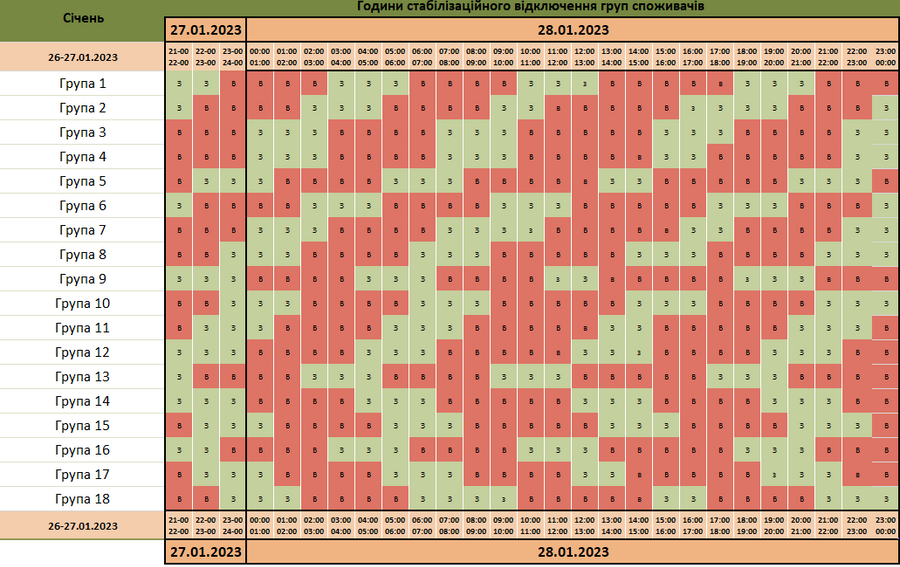 Години стабілізаційного відключення груп споживачів
Січень
27.01.2023 28.01.2023
26-27.01.2023
21-00 22-00 23-00 00:00 01:00 02:00 03:00 04:00 05:00 06:00 07:00 08:00 09:00 10:00 11:00 12:00 13:00 14:00 15:00 16:00 17:00 18:00 19:00 20:00 21:00 22:00 23:00
22-00 23-00 24-00 01:00 02:00 03:00 04:00 05:00 06:00 07:00 08:00 09:00 10:00 11:00 12:00 13:00 14:00 15:00 16:00 17:00 18:00 19:00 20:00 21:00 22:00 23:00 00:00
Група 1 З З В В В В З З З В В В В З З З В В В В В З З З В В В
Група 2 З В В В В З З З В В В В З З В В В В В З З З З В В В З
Група 3 В В В З З З В В В В З З З В В В В В З З З В В В В З З
Група 4 В В В З З З В В В В З З З В В В В В З З В В В В В З З
Група 5 В З З З В В В В З З З В В В В В З З В В В В В З З З В
Група 6 З В В В В З З З В В В В З З З В В В В В З З З В В В З
Група 7 В В В З З З В В В В З З З З В В В В В З З В В В В З З
Група 8 В В З З З В В В В З З З В В В В В З З З В В В В З З З
Група 9 З З З В В В В З З З В В В В З З В В В В В З З З В В В
Група 10 В В З З З В В В В З З З В В В В В З З З В В В В З З З
Група 11 В З З З В В В В З З З В В В В В З З З В В В В З З З В
Група 12 З З З В В В В З З З В В В В В З З З В В В В З З З В В
Група 13 З В В В В З З З В В В В З З З В В В В В З З З В В В В
Група 14 З З З В В В В З З З В В В В В З З З В В В В З З З В В
Група 15 В З З З В В В В З З З В В В В В З З З В В В В З З З В
Група 16 З З В В В В З З З В В В В З З З В В В В В З З З В В В
Група 17 В З З З В В В В З З З В В В В З З В В В В В З З З В В
Група 18 В В З З З В В В В З З З З В В В В В З З В В В В З З З
26-27.01.2023
21-00 22-00 23-00 00:00 01:00 02:00 03:00 04:00 05:00 06:00 07:00 08:00 09:00 10:00 11:00 12:00 13:00 14:00 15:00 16:00 17:00 18:00 19:00 20:00 21:00 22:00 23:00
22-00 23-00 24-00 01:00 02:00 03:00 04:00 05:00 06:00 07:00 08:00 09:00 10:00 11:00 12:00 13:00 14:00 15:00 16:00 17:00 18:00 19:00 20:00 21:00 22:00 23:00 00:00
27.01.2023 28.01.2023